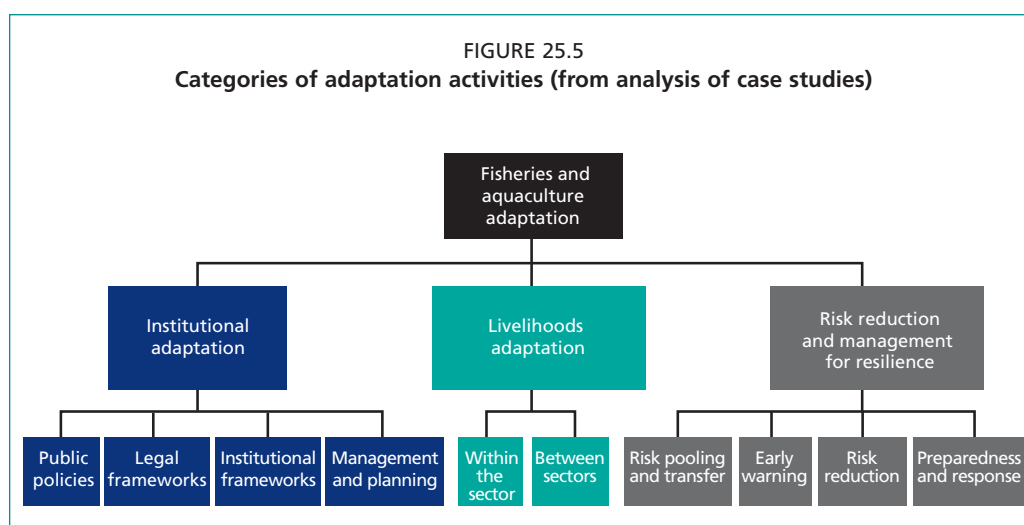 FIGURE 25.5
Categories of adaptation activities (from analysis of case studies)
Fisheries and
aquaculture
adaptation
Institutional
adaptation
Livelihoods
adaptation
Risk reduction
and management
for resilience
Public
policies
Legal
frameworks
Institutional
frameworks
Management
and planning
Within
the
sector
Between
sectors
Risk pooling
and transfer
Early
warning
Risk
reduction
Preparedness
and response